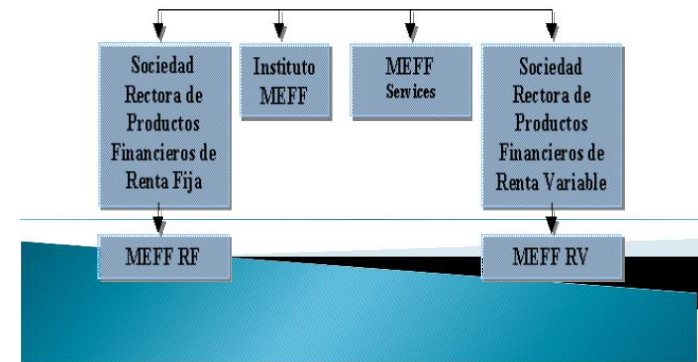 Sociedad
Rectora de
Productos
Financieros de
Renta Fija
Instituto
MEFF
MEFF
Services
Sociedad
Rectora de
Productos
Financieros de
Renta Variable
MEFF RF
MEFF RV